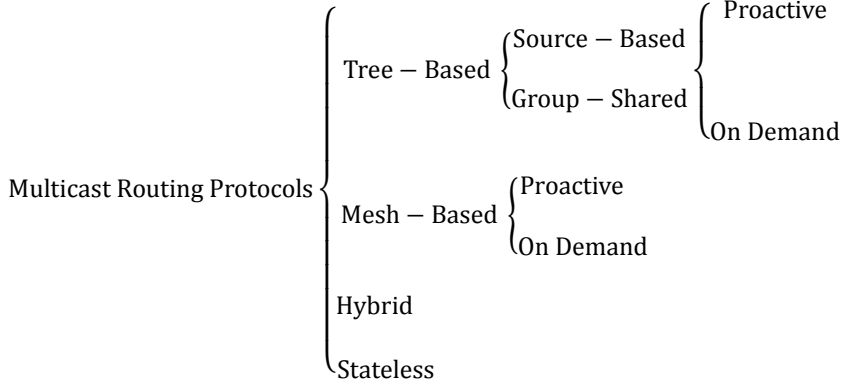 Proactive
Source − Based
Tree − Based
Group − Shared
On Demand
Multicast Routing Protocols
Proactive
Mesh − Based
On Demand
Hybrid
Stateless